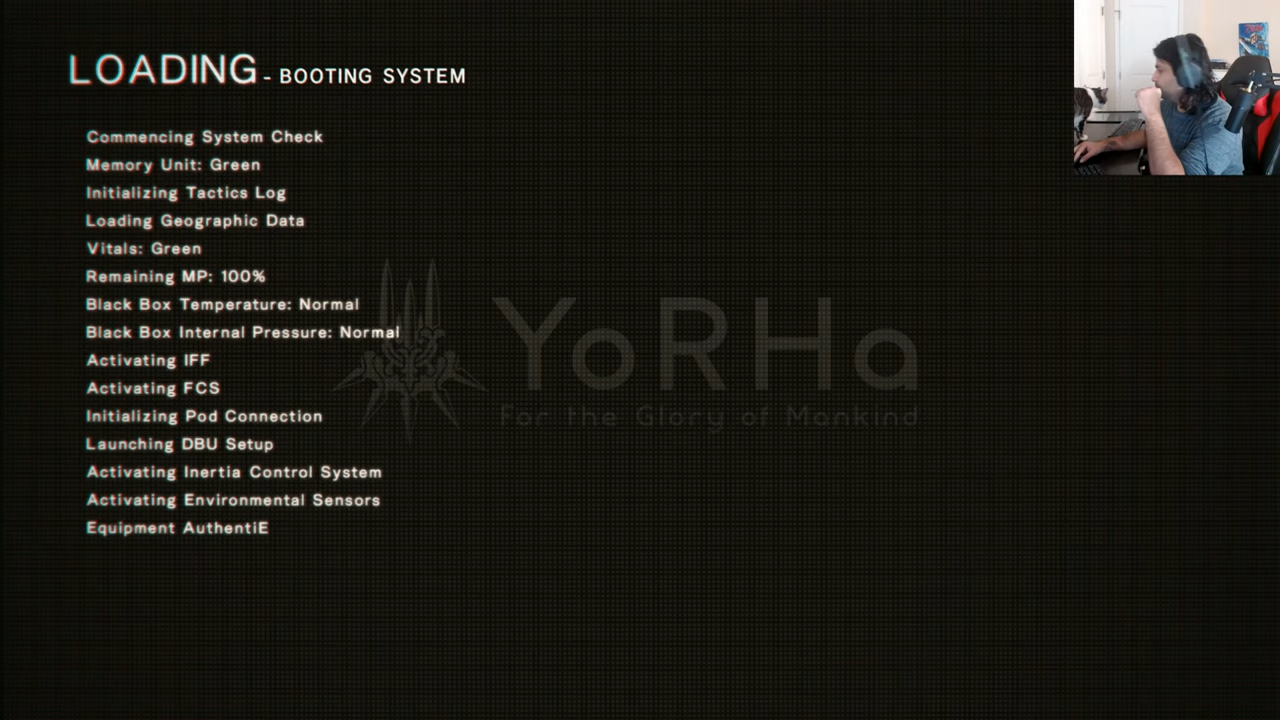 LOADING - BOOTING SYSTEM
Commencing System Check
Memory Unit: Green
Initializing Tactics Log
Loading Geographic Data
Vitals: Green
Remaining MP: 100%
Black Box Temperature: Normal
Black Box Internal Pressure: Normal
Activating IFF
Activating FCS
Initializing Pod Connection
Launching DBU Setup
Activating Inertia Control System
Activating Environmental Sensors
Equipment AuthentiE
YoRHa
For the Glory of Mankind